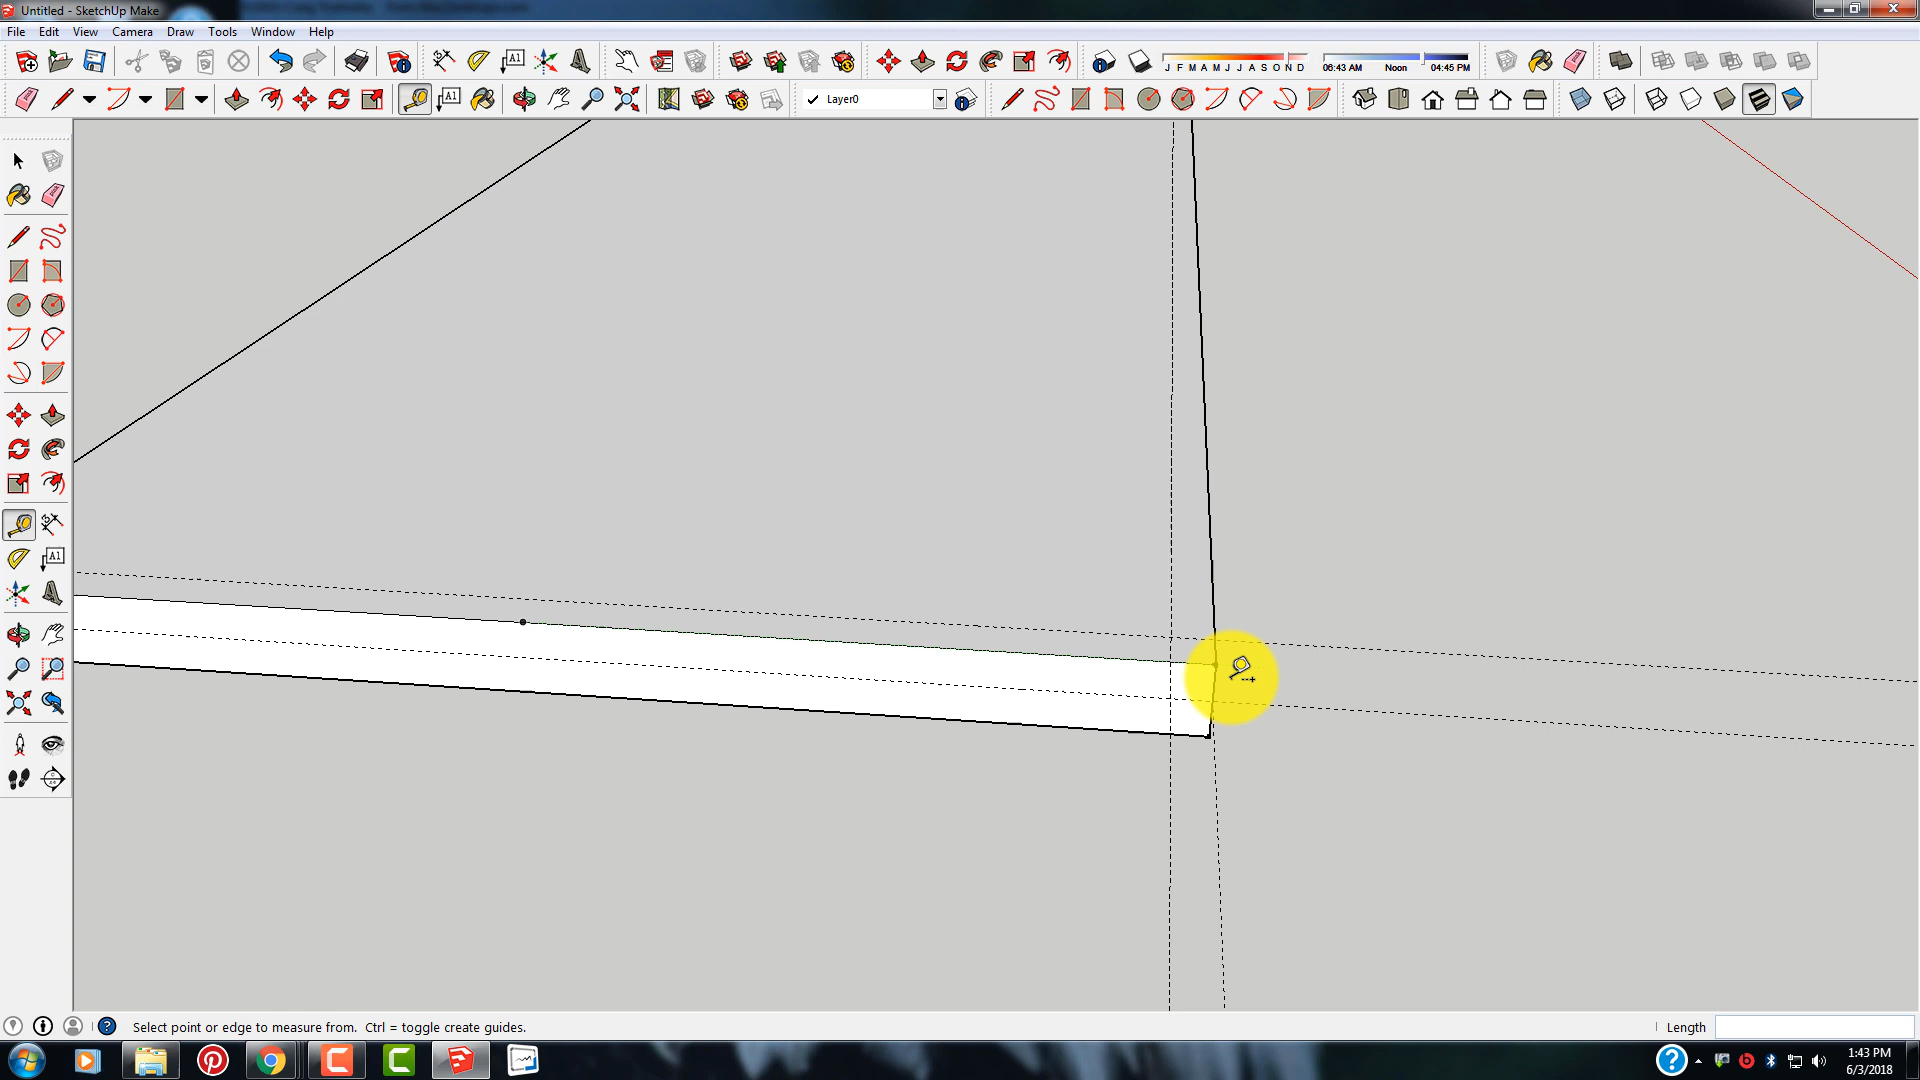 Untitled - SketchUp Make
File Edit View Camera Draw Tools Window Help
J F M A M J J A S O N D
06:43 AM Noon 04:45 PM
Layer0
Select point or edge to measure from. Ctrl = toggle create guides.
Length
1:43 PM
6/3/2018